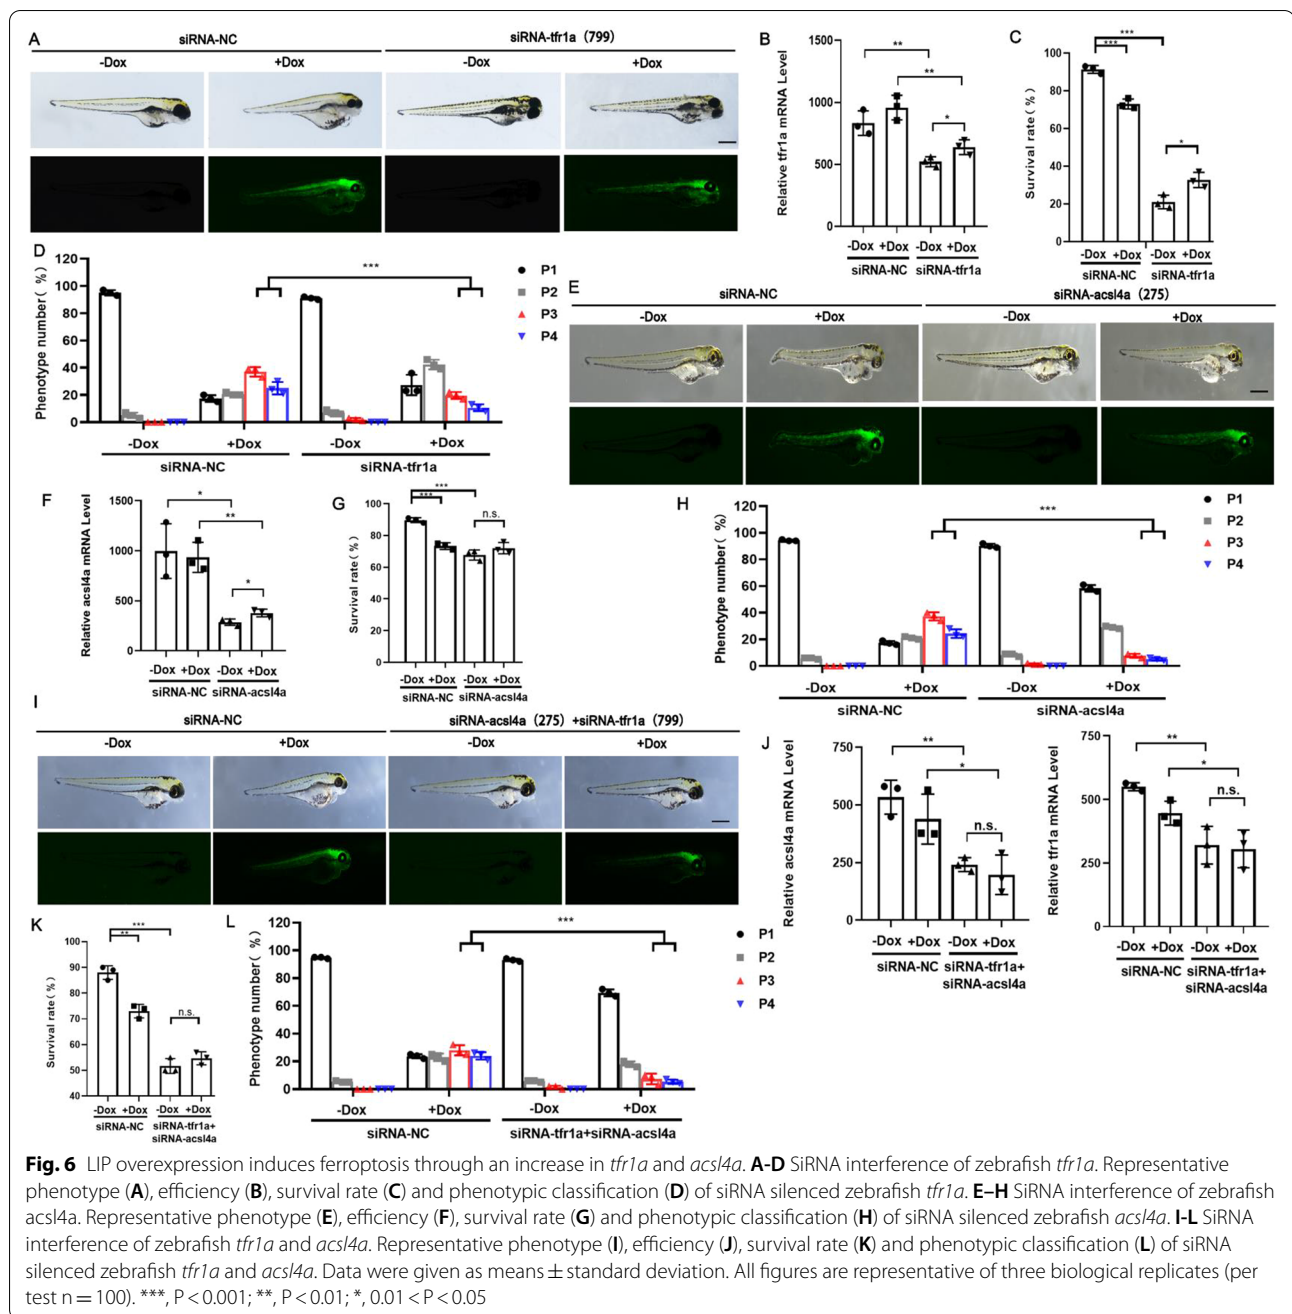 A
siRNA-NC
siRNA-tfr1a (799)
-Dox
+Dox
-Dox
+Dox
B
Relative tfr1a mRNA Level
1500
1000
500
0
**
**
*
-Dox +Dox -Dox +Dox
siRNA-NC siRNA-tfr1a
C
Survival rate(%)
100
80
60
40
20
0
***
***
*
-Dox +Dox -Dox +Dox
siRNA-NC siRNA-tfr1a
D
Phenotype number( %)
120
100
80
60
40
20
0
***
P1
P2
P3
P4
-Dox +Dox -Dox +Dox
siRNA-NC siRNA-tfr1a
E
siRNA-NC
siRNA-acsl4a (275)
-Dox
+Dox
-Dox
+Dox
F
Relative acsl4a mRNA Level
1500
1000
500
0
*
**
*
-Dox +Dox -Dox +Dox
siRNA-NC siRNA-acsl4a
G
Survival rate(%)
100
80
60
40
20
0
***
***
n.s.
-Dox +Dox -Dox +Dox
siRNA-NC siRNA-acsl4a
H
Phenotype number( %)
120
100
80
60
40
20
0
***
P1
P2
P3
P4
-Dox +Dox -Dox +Dox
siRNA-NC siRNA-acsl4a
I
siRNA-NC
siRNA-acsl4a (275) +siRNA-tfr1a (799)
-Dox
+Dox
-Dox
+Dox
J
Relative acsl4a mRNA Level
750
500
250
0
**
*
n.s.
-Dox +Dox -Dox +Dox
siRNA-NC siRNA-tfr1a+
siRNA-acsl4a
Relative tfr1a mRNA Level
750
500
250
0
**
*
n.s.
-Dox +Dox -Dox +Dox
siRNA-NC siRNA-tfr1a+
siRNA-acsl4a
K
Survival rate(%)
100
90
80
70
60
50
40
***
**
n.s.
-Dox +Dox -Dox +Dox
siRNA-NC siRNA-tfr1a+
siRNA-acsl4a
L
Phenotype number( %)
120
100
80
60
40
20
0
***
P1
P2
P3
P4
-Dox +Dox -Dox +Dox
siRNA-NC siRNA-tfr1a+siRNA-acsl4a
Fig. 6 LIP overexpression induces ferroptosis through an increase in tfr1a and acsl4a. A-D SiRNA interference of zebrafish tfr1a. Representative
phenotype (A), efficiency (B), survival rate (C) and phenotypic classification (D) of siRNA silenced zebrafish tfr1a. E–H SiRNA interference of zebrafish
acsl4a. Representative phenotype (E), efficiency (F), survival rate (G) and phenotypic classification (H) of siRNA silenced zebrafish acsl4a. I-L SiRNA
interference of zebrafish tfr1a and acsl4a. Representative phenotype (I), efficiency (J), survival rate (K) and phenotypic classification (L) of siRNA
silenced zebrafish tfr1a and acsl4a. Data were given as means ± standard deviation. All figures are representative of three biological replicates (per
test n = 100). ***, P < 0.001; **, P < 0.01; *, 0.01 < P < 0.05